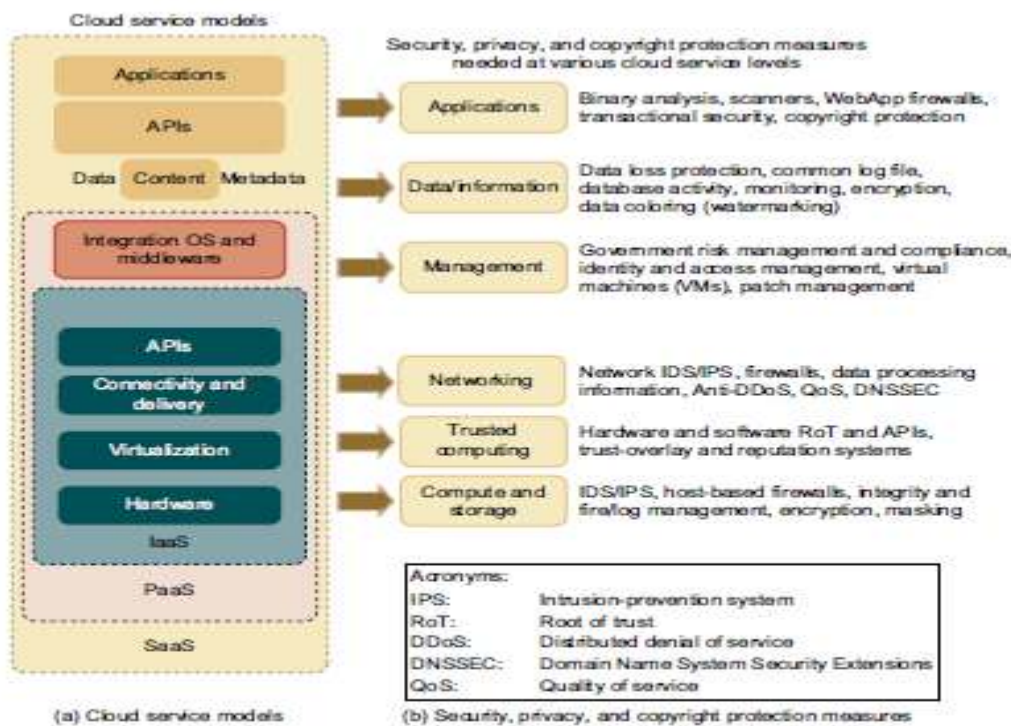 Cloud service models
Applications
APIs
Data Content Metadata
Integration OS and
middleware
APIs
Connectivity and
delivery
Virtualization
Hardware
IaaS
PaaS
SaaS
(a) Cloud service models
Security, privacy, and copyright protection measures
needed at various cloud service levels
Applications
Binary analysis, scanners, WebApp firewalls,
transactional security, copyright protection
Data/information
Data loss protection, common log file,
database activity, monitoring, encryption,
data coloring (watermarking)
Management
Government risk management and compliance,
identity and access management, virtual
machines (VMs), patch management
Networking
Network IDS/IPS, firewalls, data processing
information, Anti-DDoS, QoS, DNSSEC
Trusted
computing
Hardware and software RoT and APIs,
trust-overlay and reputation systems
Compute and
storage
IDS/IPS, host-based firewalls, integrity and
fire/log management, encryption, masking
Acronyms:
IPS: Intrusion-prevention system
RoT: Root of trust
DDoS: Distributed denial of service
DNSSEC: Domain Name System Security Extensions
QoS: Quality of service
(b) Security, privacy, and copyright protection measures